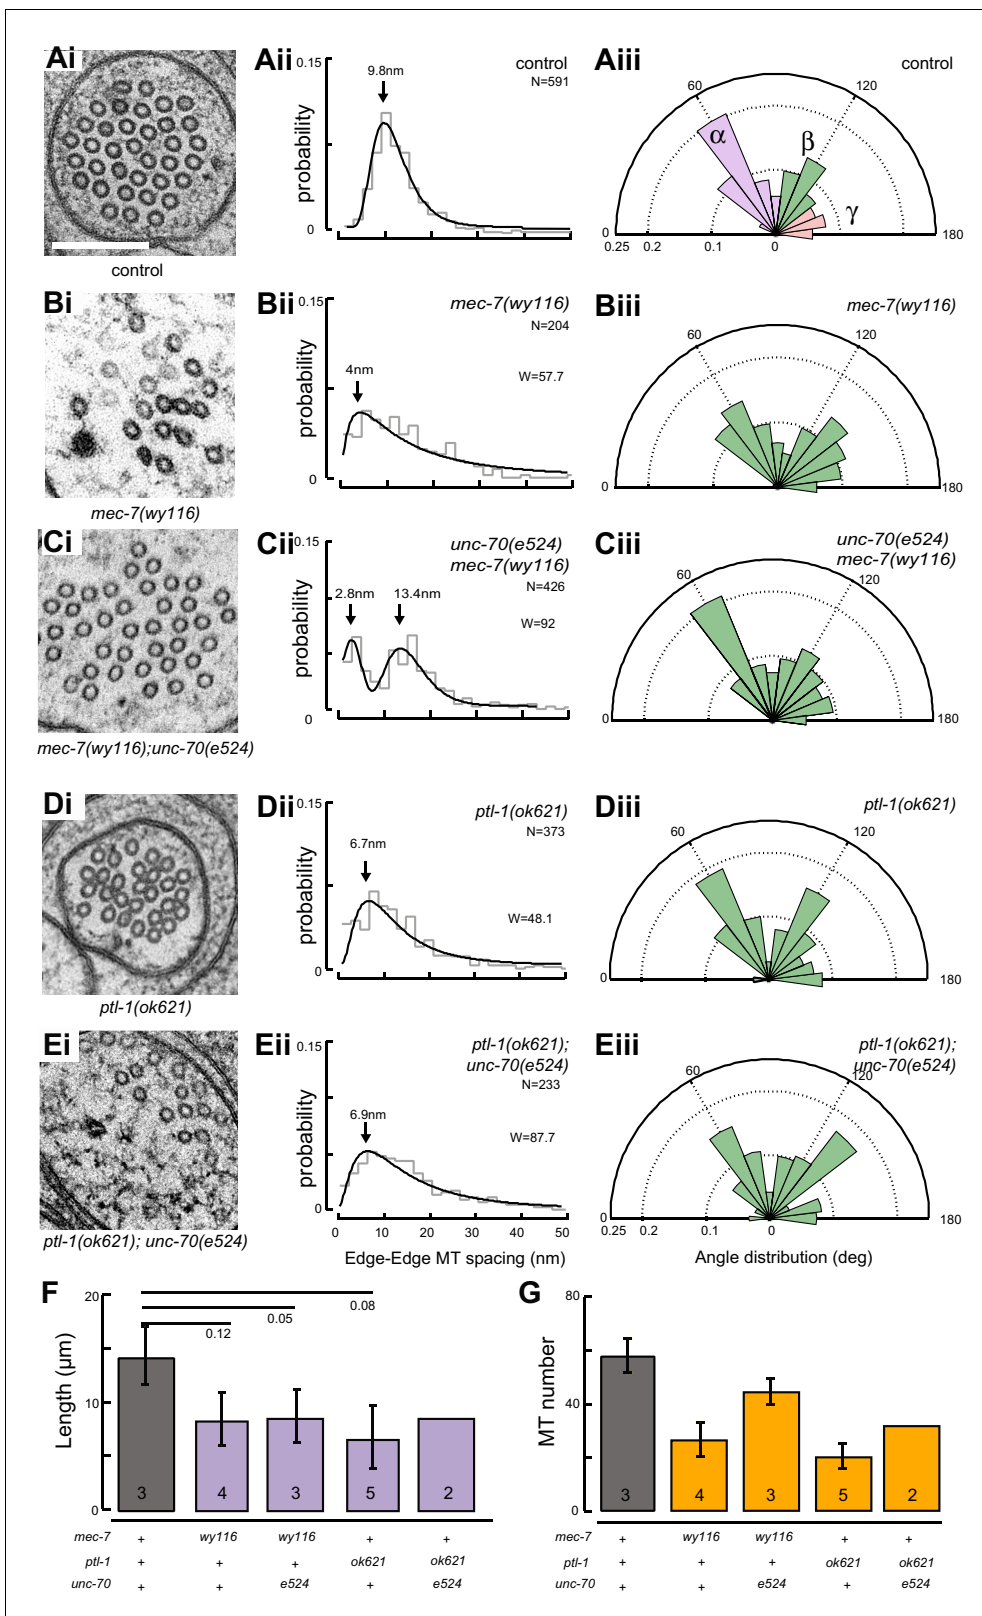 Ai
control
Aii
0.15
probability
0
9.8nm
control
N=591
Aiii
control
60
120
α
β
γ
0
0.25
0.2
0.1
0
180
Bi
mec-7(wy116)
Bii
0.15
probability
0
4nm
mec-7(wy116)
N=204
W=57.7
Biii
mec-7(wy116)
60
120
0
180
Ci
mec-7(wy116);unc-70(e524)
Cii
0.15
probability
0
2.8nm
13.4nm
unc-70(e524)
mec-7(wy116)
N=426
W=92
Ciii
unc-70(e524)
mec-7(wy116)
60
120
0
180
Di
ptl-1(ok621)
Dii
0.15
probability
0
6.7nm
ptl-1(ok621)
N=373
W=48.1
Diii
ptl-1(ok621)
60
120
0
180
Ei
ptl-1(ok621); unc-70(e524)
Eii
0.15
probability
0
6.9nm
ptl-1(ok621);
unc-70(e524)
N=233
W=87.7
0 10 20 30 40 50
Edge-Edge MT spacing (nm)
Eiii
ptl-1(ok621);
unc-70(e524)
60
120
0
0.25
0.2
0.1
0
180
Angle distribution (deg)
F
20
10
0
Length (µm)
0.12
0.05
0.08
3 4 3 5 2
mec-7 + wy116 wy116 + +
ptl-1 + + + ok621 ok621
unc-70 + + e524 + e524
G
80
40
0
MT number
3 4 3 5 2
mec-7 + wy116 wy116 + +
ptl-1 + + + ok621 ok621
unc-70 + + e524 + e524